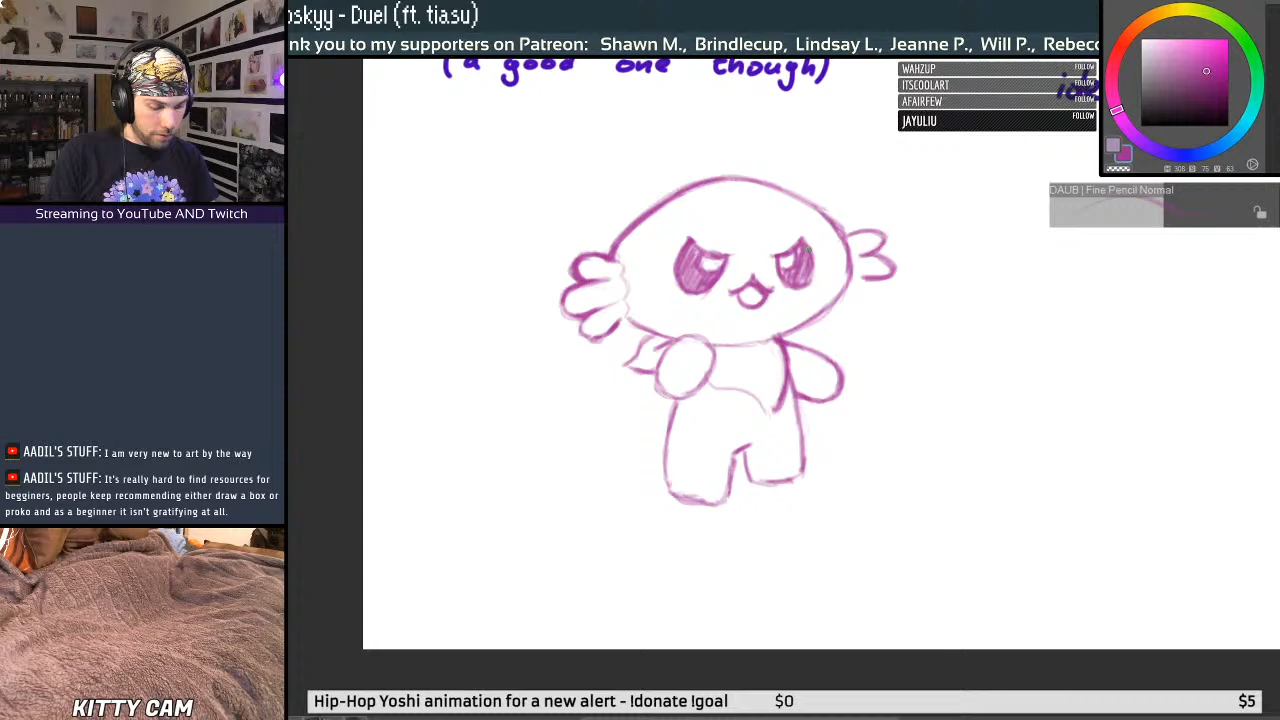 oskyy - Duel (ft. tiasu)
nk you to my supporters on Patreon: Shawn M., Brindlecup, Lindsay L., Jeanne P., Will P., Rebecc
(a good one though)
WAHZUP FOLLOW
ITSCOOLART FOLLOW
AFAIRFEW FOLLOW
JAYULIU FOLLOW
H 308 S 75 V 63
DAUB | Fine Pencil Normal
Streaming to YouTube AND Twitch
AADIL'S STUFF: I am very new to art by the way
AADIL'S STUFF: It's really hard to find resources for
begginers, people keep recommending either draw a box or
proko and as a beginner it isn't gratifying at all.
KITTY CAM
Hip-Hop Yoshi animation for a new alert - !donate !goal $0 $5